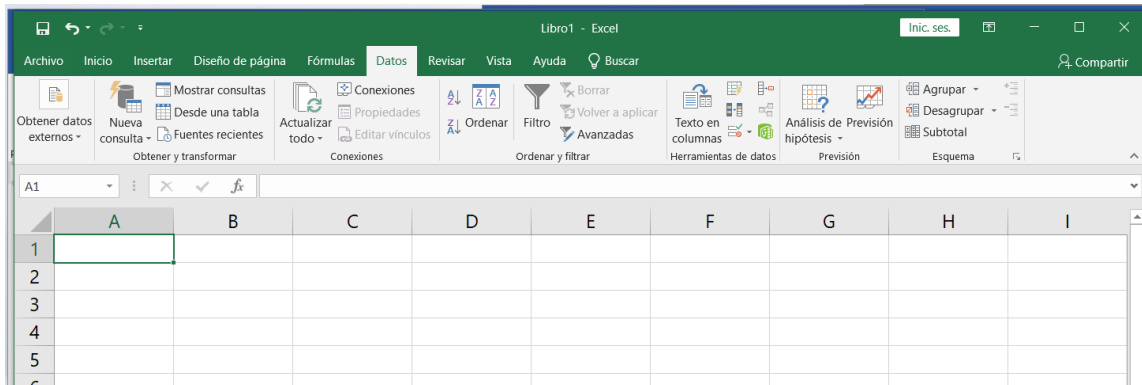 Libro1 - Excel
Inic. ses.
Archivo Inicio Insertar Diseño de página Fórmulas Datos Revisar Vista Ayuda Buscar Compartir
Obtener datos externos
Nueva consulta
Mostrar consultas
Desde una tabla
Fuentes recientes
Obtener y transformar
Actualizar todo
Conexiones
Propiedades
Editar vínculos
Conexiones
Ordenar
Filtro
Borrar
Volver a aplicar
Avanzadas
Ordenar y filtrar
Texto en columnas
Herramientas de datos
Análisis de hipótesis
Previsión
Previsión
Agrupar
Desagrupar
Subtotal
Esquema
A1
fx
A B C D E F G H I
1
2
3
4
5